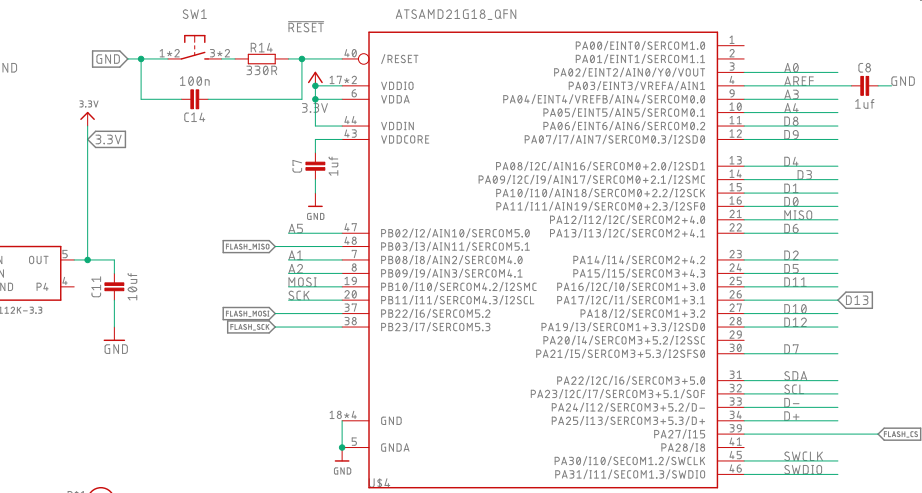 SW1
ATSAMD21G18_QFN
RESET
GND
1*2
3*2
R14
330R
40
/RESET
100n
C14
17*2
VDDIO
6
VDDA
3.3V
44
VDDIN
43
VDDCORE
C7
1uf
GND
ND
3.3V
3.3V
OUT
5
N
ND
P4
4
112K-3.3
C11
10uf
GND
A5
47
PB02/I2/AIN10/SERCOM5.0
FLASH_MISO
48
PB03/I3/AIN11/SERCOM5.1
A1
7
PB08/I8/AIN2/SERCOM4.0
A2
8
PB09/I9/AIN3/SERCOM4.1
MOSI
19
PB10/I10/SERCOM4.2/I2SMC
SCK
20
PB11/I11/SERCOM4.3/I2SCL
FLASH_MOSI
37
PB22/I6/SERCOM5.2
FLASH_SCK
38
PB23/I7/SERCOM5.3
18*4
GND
5
GNDA
GND
PA00/EINT0/SERCOM1.0
1
PA01/EINT1/SERCOM1.1
2
PA02/EINT2/AIN0/Y0/VOUT
3
A0
PA03/EINT3/VREFA/AIN1
4
AREF
C8
1uf
GND
PA04/EINT4/VREFB/AIN4/SERCOM0.0
9
A3
PA05/EINT5/AIN5/SERCOM0.1
10
A4
PA06/EINT6/AIN6/SERCOM0.2
11
D8
PA07/I7/AIN7/SERCOM0.3/I2SD0
12
D9
PA08/I2C/AIN16/SERCOM0+2.0/I2SD1
13
D4
PA09/I2C/I9/AIN17/SERCOM0+2.1/I2SMC
14
D3
PA10/I10/AIN18/SERCOM0+2.2/I2SCK
15
D1
PA11/I11/AIN19/SERCOM0+2.3/I2SF0
16
D0
PA12/I12/I2C/SERCOM2+4.0
21
MISO
PA13/I13/I2C/SERCOM2+4.1
22
D6
PA14/I14/SERCOM2+4.2
23
D2
PA15/I15/SERCOM3+4.3
24
D5
PA16/I2C/I0/SERCOM1+3.0
25
D11
PA17/I2C/I1/SERCOM1+3.1
26
D13
PA18/I2/SERCOM1+3.2
27
D10
PA19/I3/SERCOM1+3.3/I2SD0
28
D12
PA20/I4/SERCOM3+5.2/I2SSC
29
PA21/I5/SERCOM3+5.3/I2SFS0
30
D7
PA22/I2C/I6/SERCOM3+5.0
31
SDA
PA23/I2C/I7/SERCOM3+5.1/SOF
32
SCL
PA24/I12/SERCOM3+5.2/D-
33
D-
PA25/I13/SERCOM3+5.3/D+
34
D+
PA27/I15
39
FLASH_CS
PA28/I8
41
PA30/I10/SECOM1.2/SWCLK
45
SWCLK
PA31/I11/SECOM1.3/SWDIO
46
SWDIO